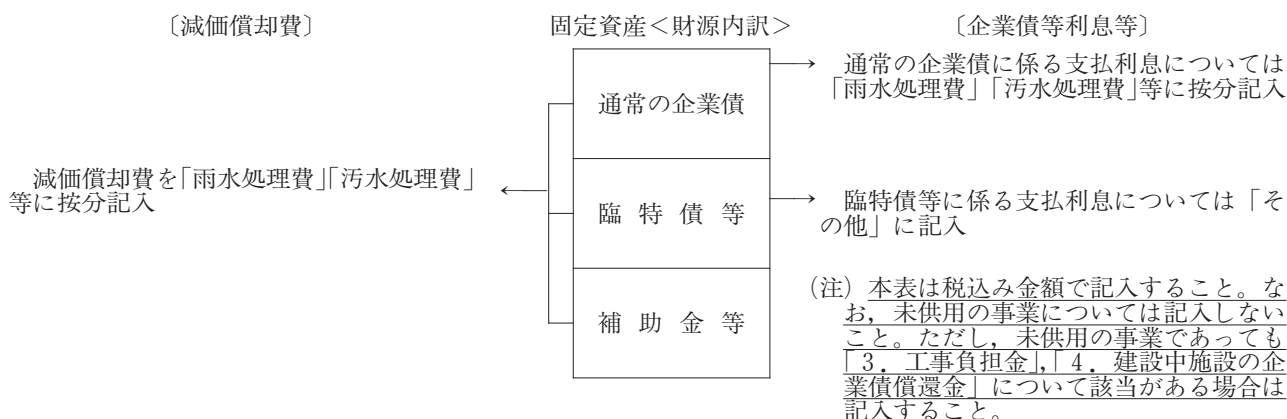 〔減価償却費〕
固定資産<財源内訳>
〔企業債等利息等〕
通常の企業債
臨特債等
補助金等
減価償却費を「雨水処理費」「汚水処理費」
等に按分記入
通常の企業債に係る支払利息については
「雨水処理費」「汚水処理費」等に按分記入
臨特債等に係る支払利息については「そ
の他」に記入
(注) 本表は税込み金額で記入すること。な
お,未供用の事業については記入しない
こと。ただし,未供用の事業であっても
「3.工事負担金」,「4.建設中施設の企
業債償還金」について該当がある場合は
記入すること。